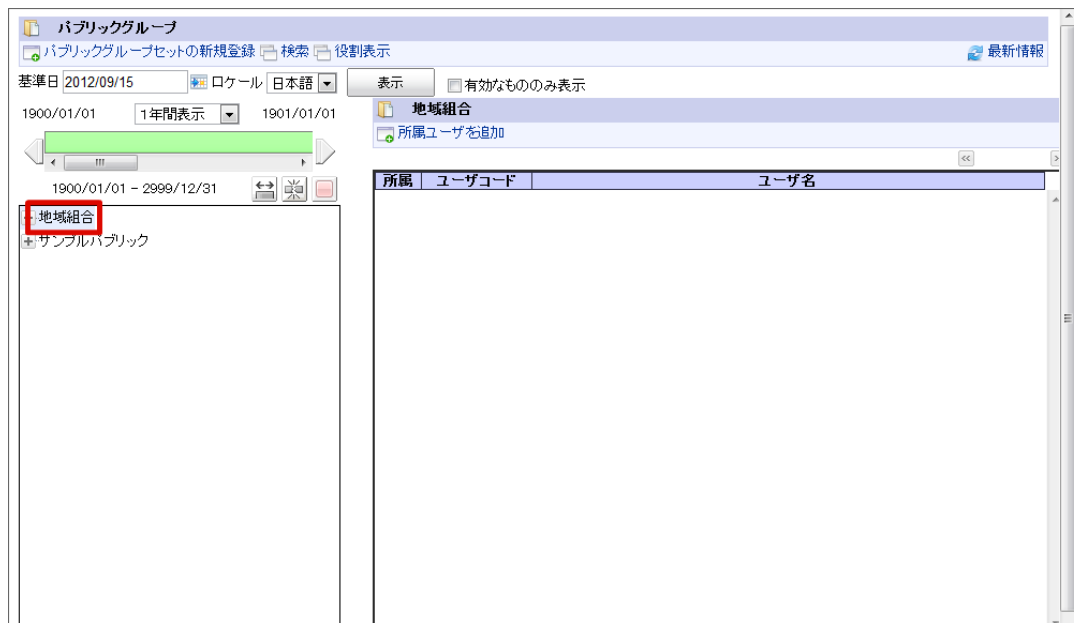 パブリックグループ
パブリックグループセットの新規登録 検索 役割表示 最新情報
基準日 2012/09/15 ロケール 日本語 表示 有効なもののみ表示
1900/01/01 1年間表示 1901/01/01
1900/01/01 - 2999/12/31
地域組合
サンプルパブリック
地域組合
所属ユーザを追加
所属 ユーザコード ユーザ名